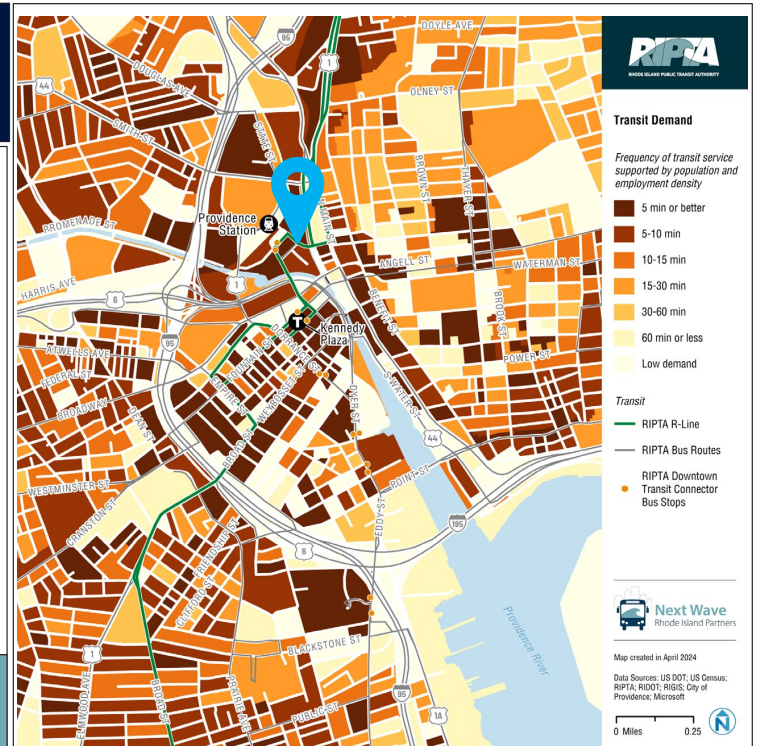 DOYLE AVE
95
1
44
DOUGLAS AVE
OLNEY ST
SMITH ST
STATE ST
BROWN ST
THAYER ST
N MAIN ST
Providence
Station
PROMENADE ST
ANGELL ST
WATERMAN ST
1
HARRIS AVE
6
BENEFIT ST
BROOK ST
T
Kennedy
Plaza
95
DORRANCE ST
FOUNTAIN ST
ATWELLS AVE
POWER ST
FEDERAL ST
EMPIRE ST
WEYBOSSET ST
S WATER ST
DYER ST
BROADWAY
DEAN ST
44
BROAD ST
POINT ST
WESTMINSTER ST
EDDY ST
CRANSTON ST
195
FRIENDSHIP ST
6
CLIFFORD ST
Providence River
BLACKSTONE ST
1
ELMWOOD AVE
BROAD ST
PRAIRIE AVE
95
PUBLIC ST
1A
RIPTA
RHODE ISLAND PUBLIC TRANSIT AUTHORITY
Transit Demand
Frequency of transit service
supported by population and
employment density
5 min or better
5-10 min
10-15 min
15-30 min
30-60 min
60 min or less
Low demand
Transit
RIPTA R-Line
RIPTA Bus Routes
RIPTA Downtown
Transit Connector
Bus Stops
Next Wave
Rhode Island Partners
Map created in April 2024
Data Sources: US DOT; US Census;
RIPTA; RIDOT; RIGIS; City of
Providence; Microsoft
0 Miles 0.25
N